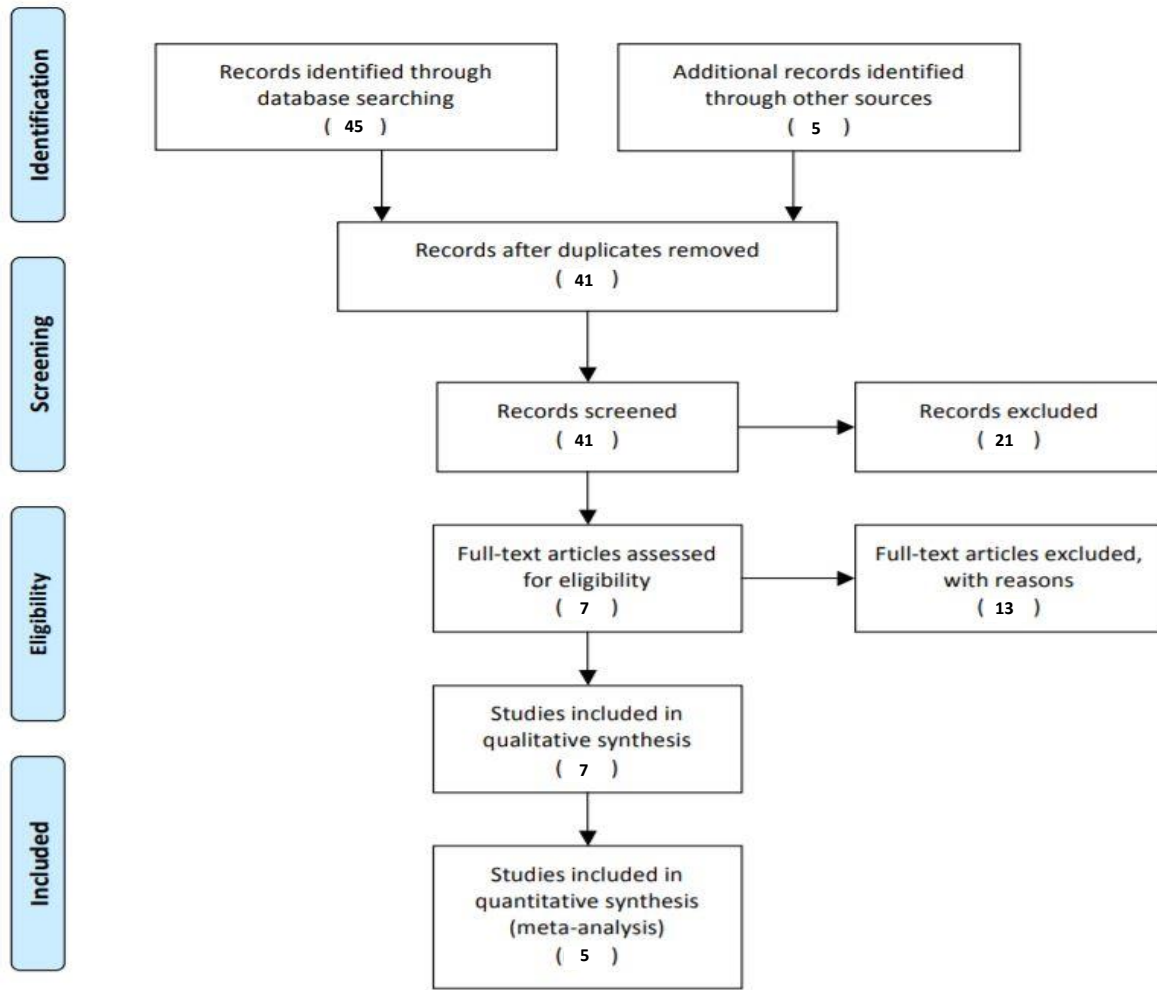 Identification
Records identified through
database searching
( 45 )
Additional records identified
through other sources
( 5 )
Records after duplicates removed
( 41 )
Screening
Records screened
( 41 )
Records excluded
( 21 )
Eligibility
Full-text articles assessed
for eligibility
( 7 )
Full-text articles excluded,
with reasons
( 13 )
Studies included in
qualitative synthesis
( 7 )
Included
Studies included in
quantitative synthesis
(meta-analysis)
( 5 )